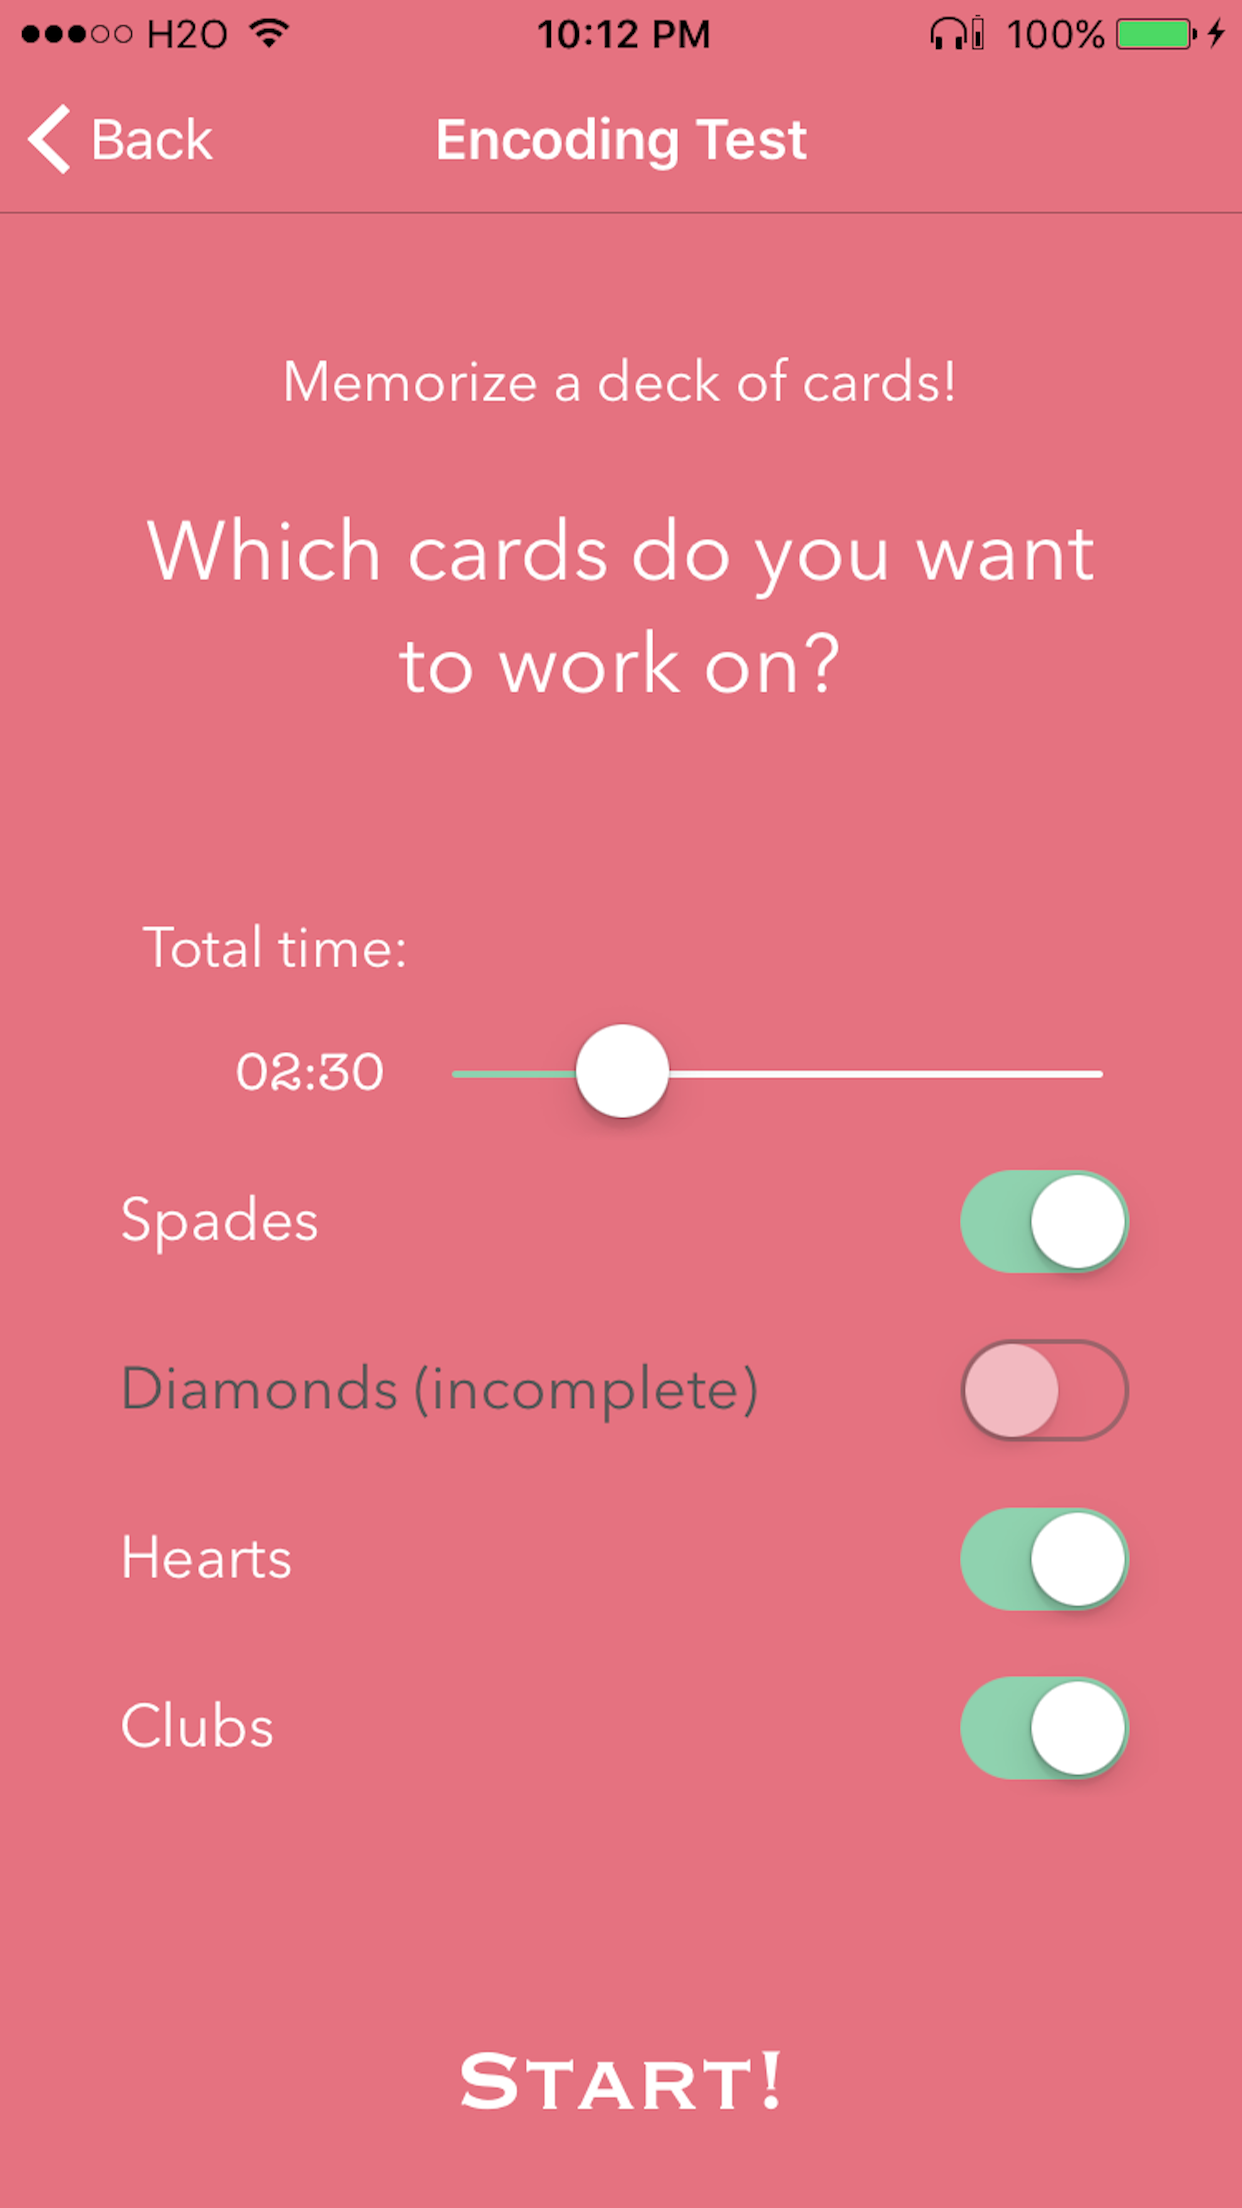 H2O 10:12 PM 100%
Back Encoding Test
Memorize a deck of cards!
Which cards do you want
to work on?
Total time:
02:30
Spades
Diamonds (incomplete)
Hearts
Clubs
START!